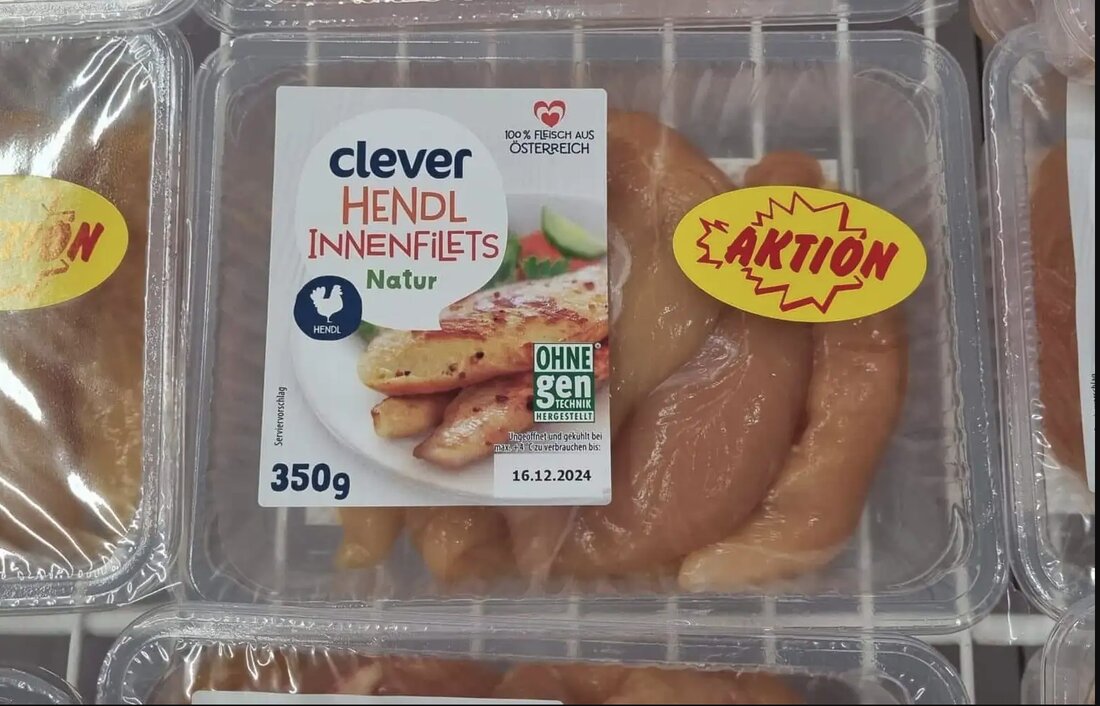 clever
HENDL
INNENFiLETS
Natur
HENDL
100 % FLEISCH AUS
ÖSTERREICH
OHNE
gen
TECHNIK
HERGESTELLT
Serviervorschlag
Ungeöffnet und gekühlt bei
max. +4 °C zu verbrauchen bis:
16.12.2024
350g
AKTION
AKTION